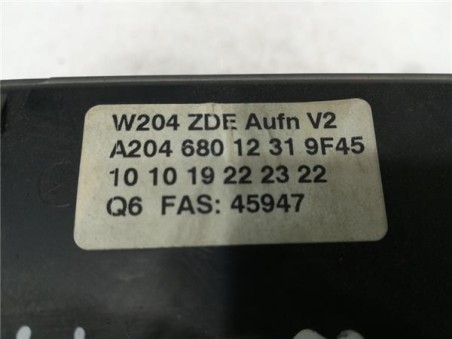 W204 ZDE Aufn V2
A204 680 12 31 9F45
10 10 19 22 23 22
Q6 FAS: 45947